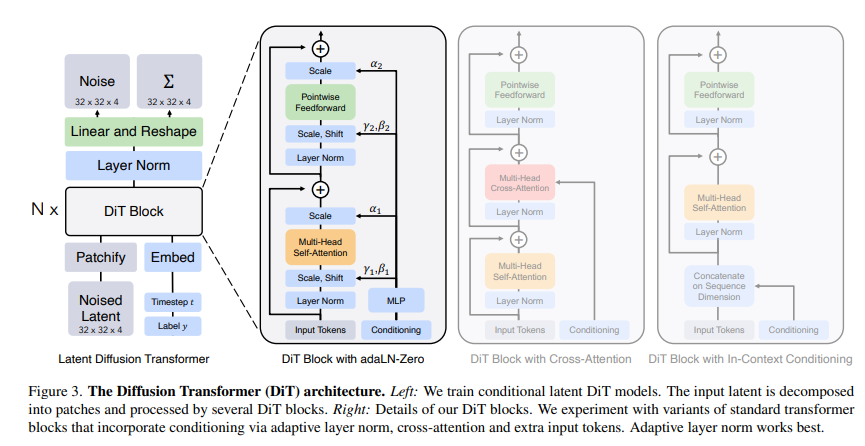 Noise
32 x 32 x 4
Σ
32 x 32 x 4
Linear and Reshape
Layer Norm
N x
DiT Block
Patchify
Embed
Noised
Latent
32 x 32 x 4
Timestep t
Label y
Latent Diffusion Transformer
+
Scale
α₂
Pointwise
Feedforward
Scale, Shift
γ₂,β₂
Layer Norm
+
Scale
α₁
Multi-Head
Self-Attention
Scale, Shift
γ₁,β₁
Layer Norm
MLP
Input Tokens
Conditioning
DiT Block with adaLN-Zero
+
Pointwise
Feedforward
Layer Norm
+
Multi-Head
Cross-Attention
Layer Norm
+
Multi-Head
Self-Attention
Layer Norm
Input Tokens
Conditioning
DiT Block with Cross-Attention
+
Pointwise
Feedforward
Layer Norm
+
Multi-Head
Self-Attention
Layer Norm
Concatenate
on Sequence
Dimension
Input Tokens
Conditioning
DiT Block with In-Context Conditioning
Figure 3. The Diffusion Transformer (DiT) architecture. Left: We train conditional latent DiT models. The input latent is decomposed
into patches and processed by several DiT blocks. Right: Details of our DiT blocks. We experiment with variants of standard transformer
blocks that incorporate conditioning via adaptive layer norm, cross-attention and extra input tokens. Adaptive layer norm works best.